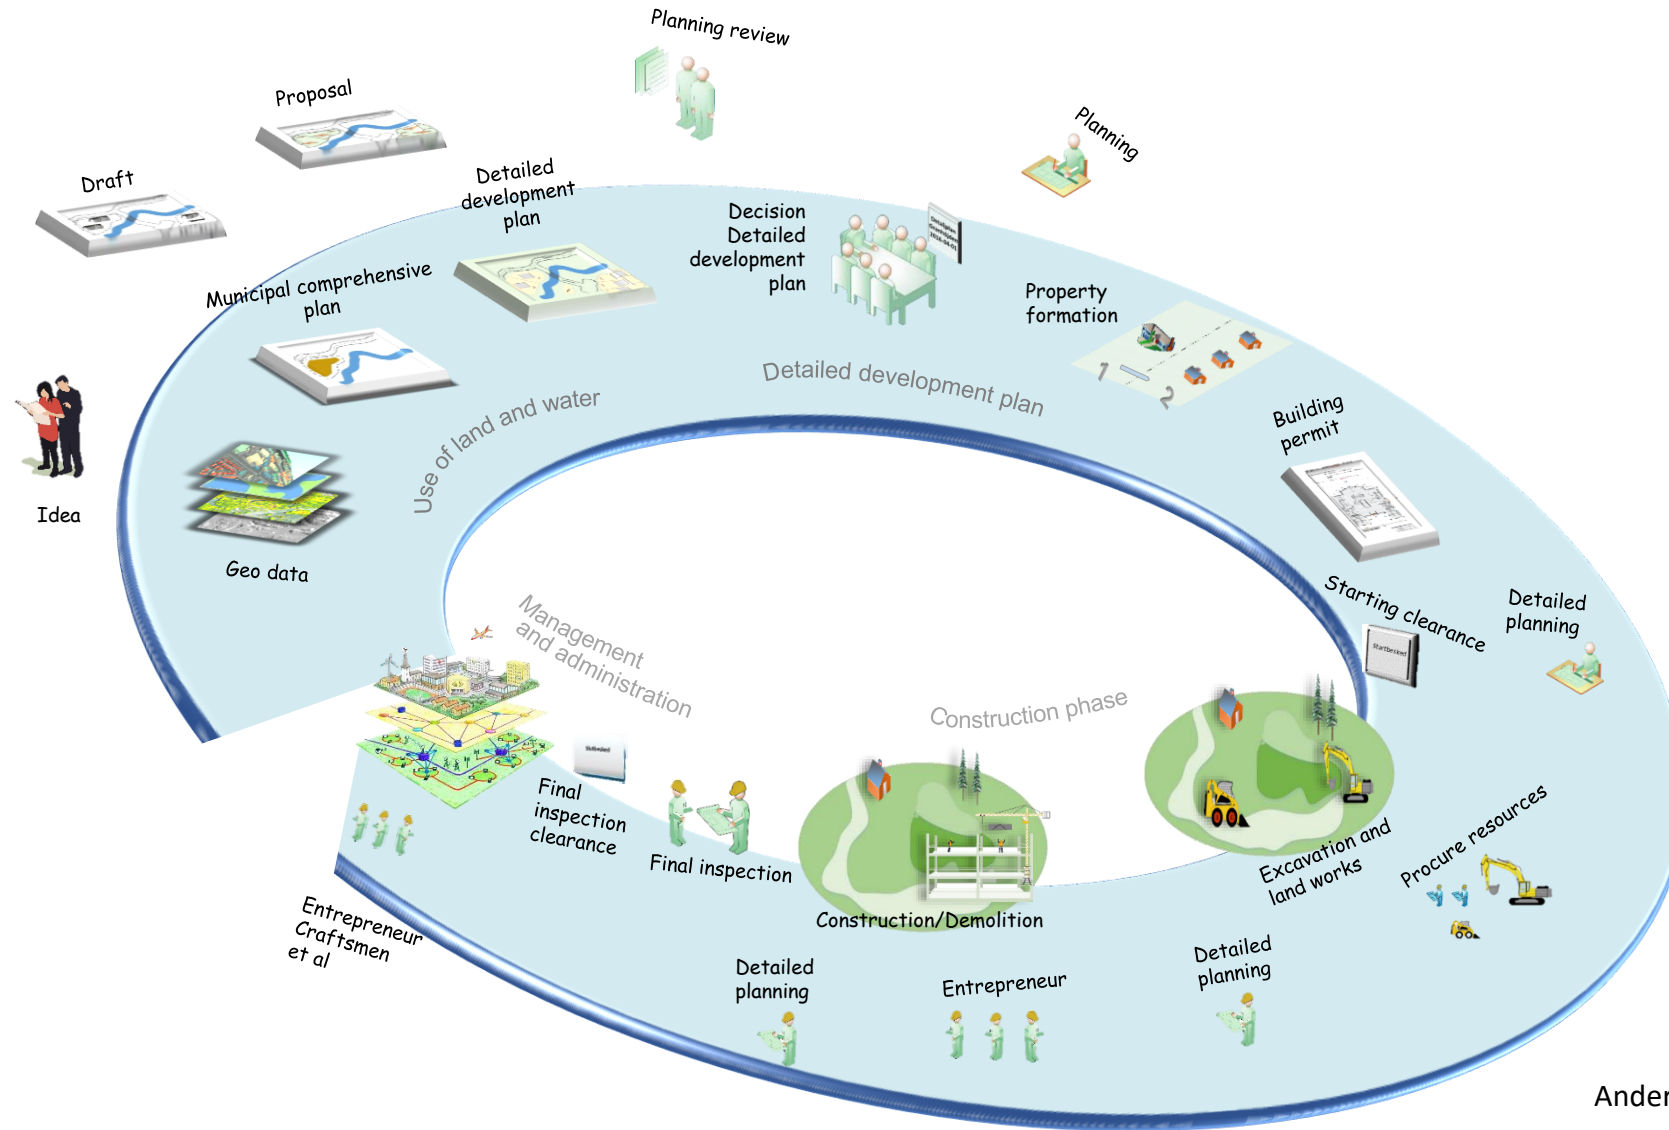 Planning review
Proposal
Draft
Planning
Detailed
development
plan
Decision
Detailed
development
plan
Municipal comprehensive
plan
Property
formation
1
2
Detailed development plan
Use of land and water
Building
permit
Idea
Geo data
Starting clearance
Startbesked
Detailed
planning
Management
and administration
Construction phase
Final
inspection
clearance
Final inspection
Construction/Demolition
Excavation and
land works
Procure resources
Entrepreneur
Craftsmen
et al
Detailed
planning
Entrepreneur
Detailed
planning
Ander